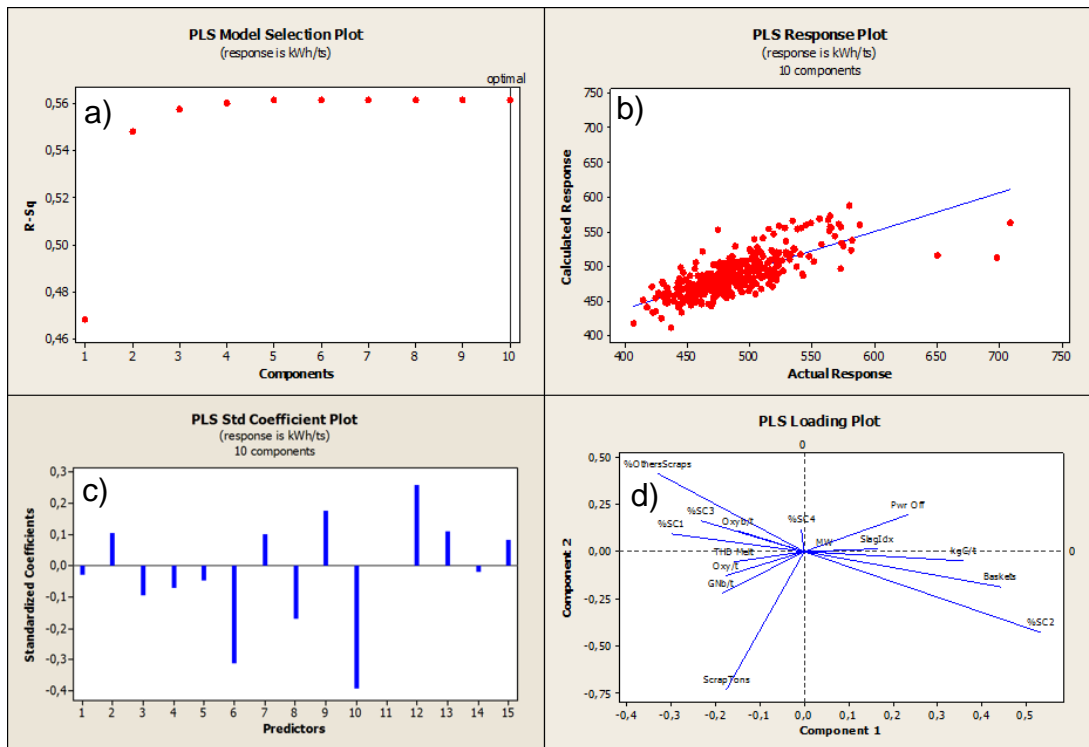 PLS Model Selection Plot
(response is kWh/ts)
optimal
a)
0,56
0,54
0,52
0,50
0,48
0,46
R-Sq
1 2 3 4 5 6 7 8 9 10
Components
PLS Response Plot
(response is kWh/ts)
10 components
b)
750
700
650
600
550
500
450
400
Calculated Response
400 450 500 550 600 650 700 750
Actual Response
PLS Std Coefficient Plot
(response is kWh/ts)
10 components
c)
0,3
0,2
0,1
0,0
-0,1
-0,2
-0,3
-0,4
Standardized Coefficients
1 2 3 4 5 6 7 8 9 10 11 12 13 14 15
Predictors
PLS Loading Plot
0
d)
0,50
0,25
0,00
-0,25
-0,50
-0,75
Component 2
%OthersScraps
%SC3
Oxyb/t
%SC4
Pwr Off
%SC1
MW
SlagIdx
THD Melt
kgC/t
0
Oxy/t
GNb/t
Baskets
%SC2
ScrapTons
-0,4 -0,3 -0,2 -0,1 0,0 0,1 0,2 0,3 0,4 0,5
Component 1